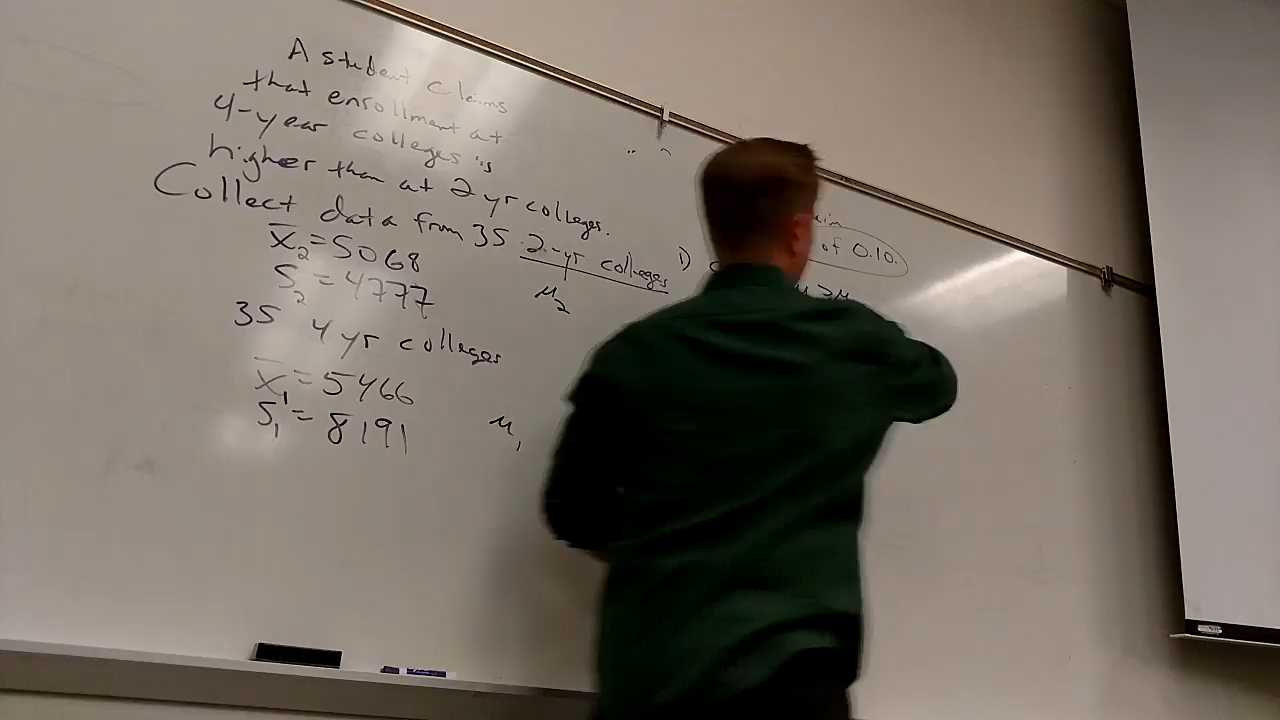 A student claims
that enrollment at
4-year colleges is
higher than at 2 yr colleges.
Collect data from 35 2-yr colleges
x̄₂ = 5068
S₂ = 4777
μ₂
35 4 yr colleges
x̄₁ = 5466
S₁ = 8191
μ₁
of 0.10.
1)